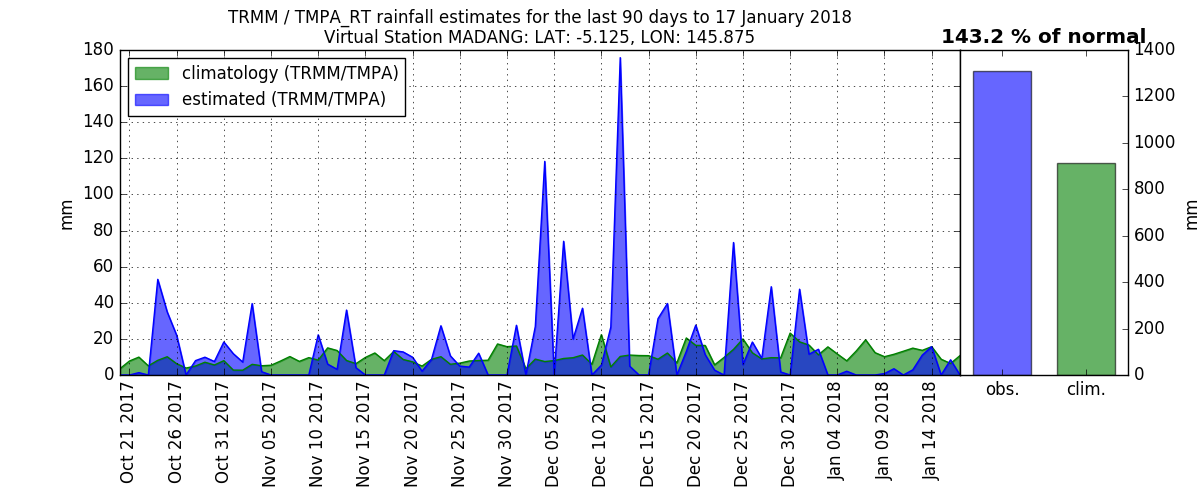 TRMM / TMPA_RT rainfall estimates for the last 90 days to 17 January 2018
Virtual Station MADANG: LAT: -5.125, LON: 145.875
143.2 % of normal
climatology (TRMM/TMPA)
estimated (TRMM/TMPA)
180
160
140
120
100
80
60
40
20
0
mm
Oct 21 2017
Oct 26 2017
Oct 31 2017
Nov 05 2017
Nov 10 2017
Nov 15 2017
Nov 20 2017
Nov 25 2017
Nov 30 2017
Dec 05 2017
Dec 10 2017
Dec 15 2017
Dec 20 2017
Dec 25 2017
Dec 30 2017
Jan 04 2018
Jan 09 2018
Jan 14 2018
1400
1200
1000
800
600
400
200
0
mm
obs.
clim.